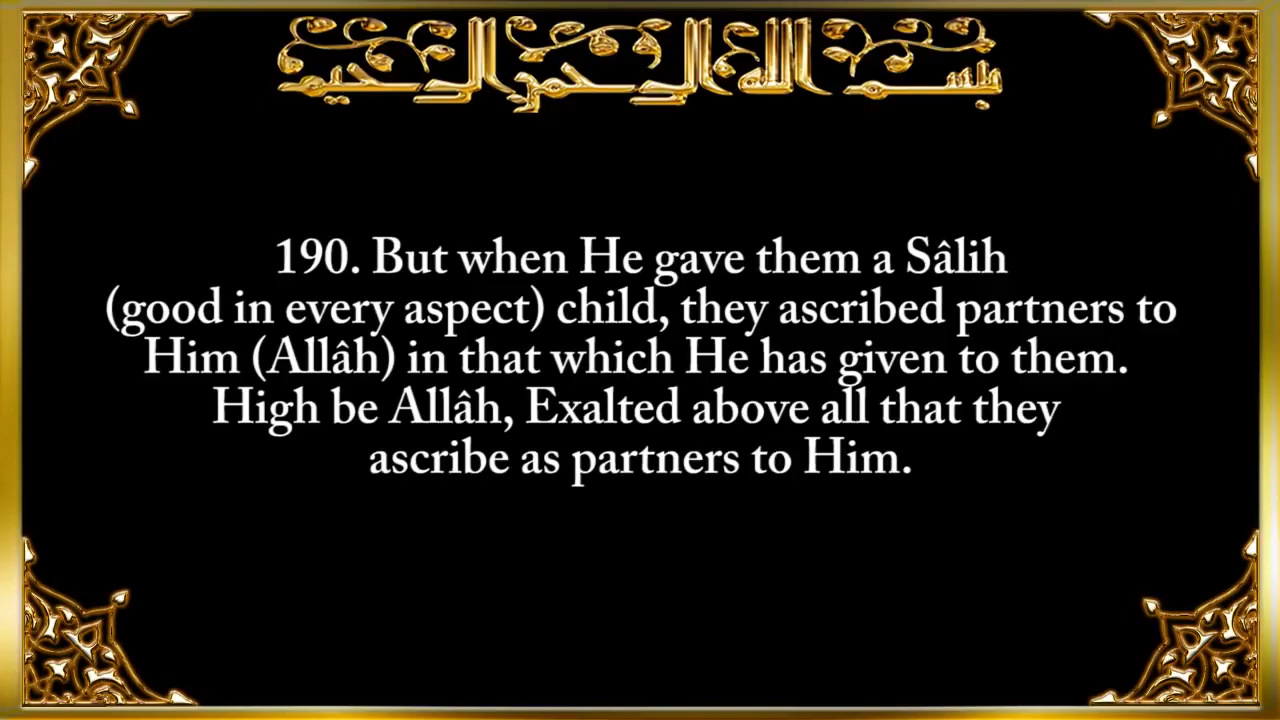 بسم الله الرحمن الرحيم
190. But when He gave them a Sâlih
(good in every aspect) child, they ascribed partners to
Him (Allâh) in that which He has given to them.
High be Allâh, Exalted above all that they
ascribe as partners to Him.